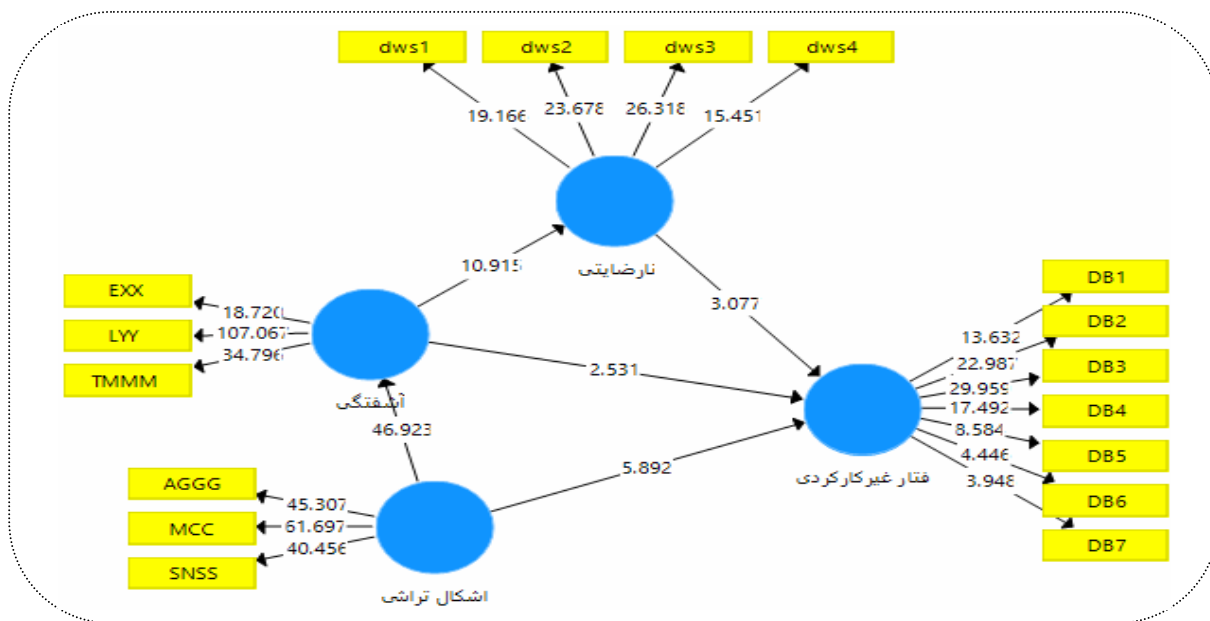 dws1 dws2 dws3 dws4
19.166 23.678 26.318 15.451
نارضایتی
10.915
3.077
EXX
LYY
TMMM
18.720
107.067
34.796
آشفتگی
2.531
46.923
5.892
AGGG
MCC
SNSS
45.307
61.697
40.456
اشکال تراشی
فتار غیرکارکردی
13.632
22.987
29.959
17.492
8.584
4.446
3.948
DB1
DB2
DB3
DB4
DB5
DB6
DB7